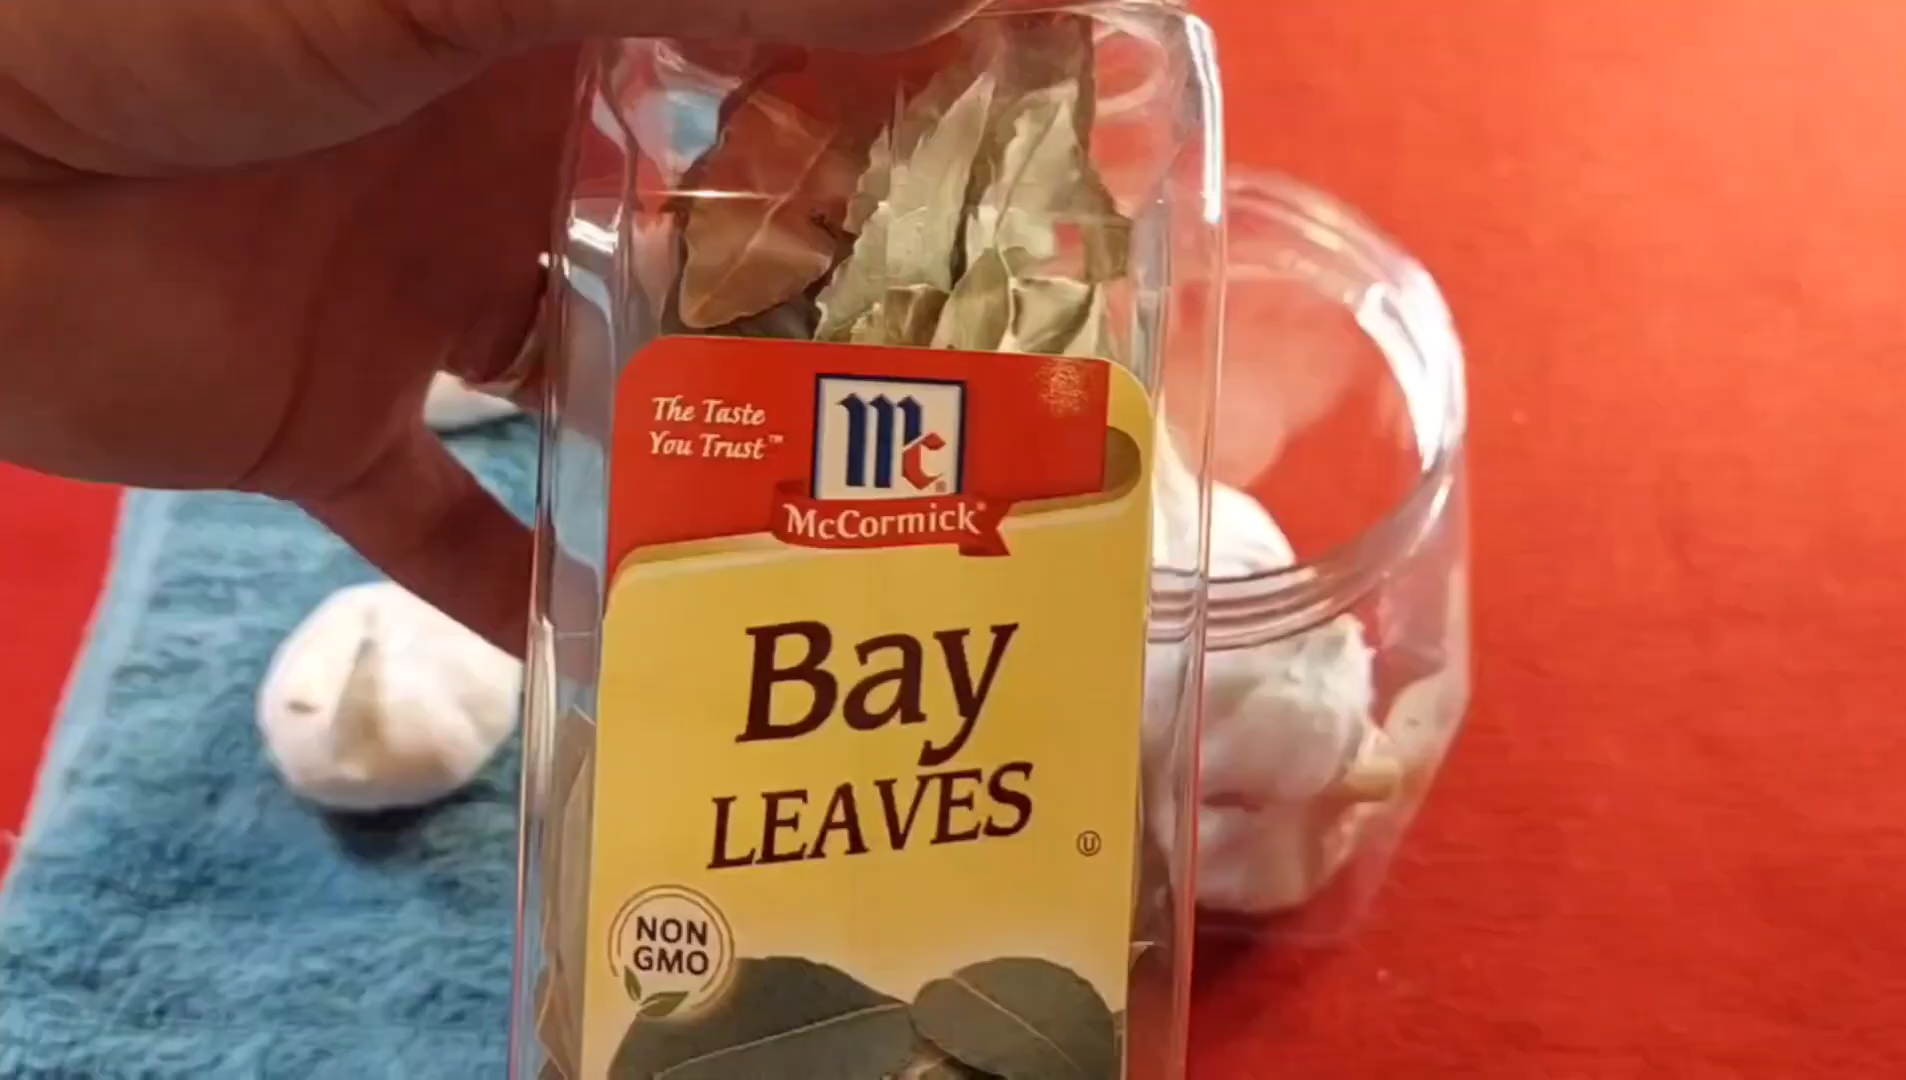 The Taste
You Trust™
Mc®
McCormick®
Bay
LEAVES
U
NON
GMO